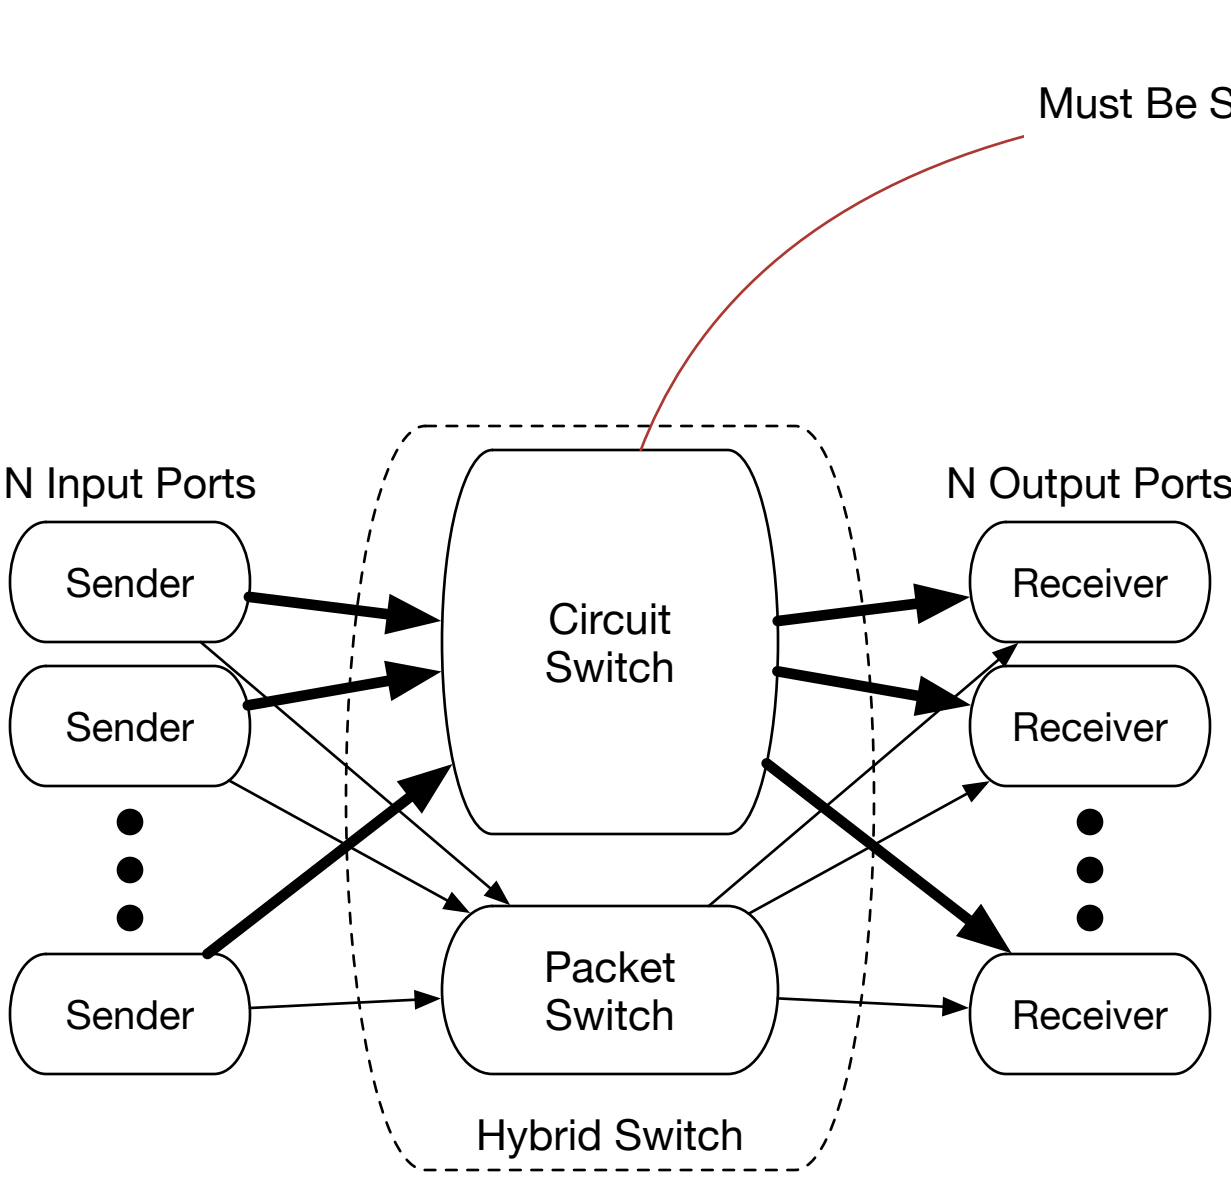 Must Be
N Input Ports
N Output Ports
Sender
Circuit
Switch
Receiver
Sender
Receiver
Packet
Switch
Sender
Receiver
Hybrid Switch